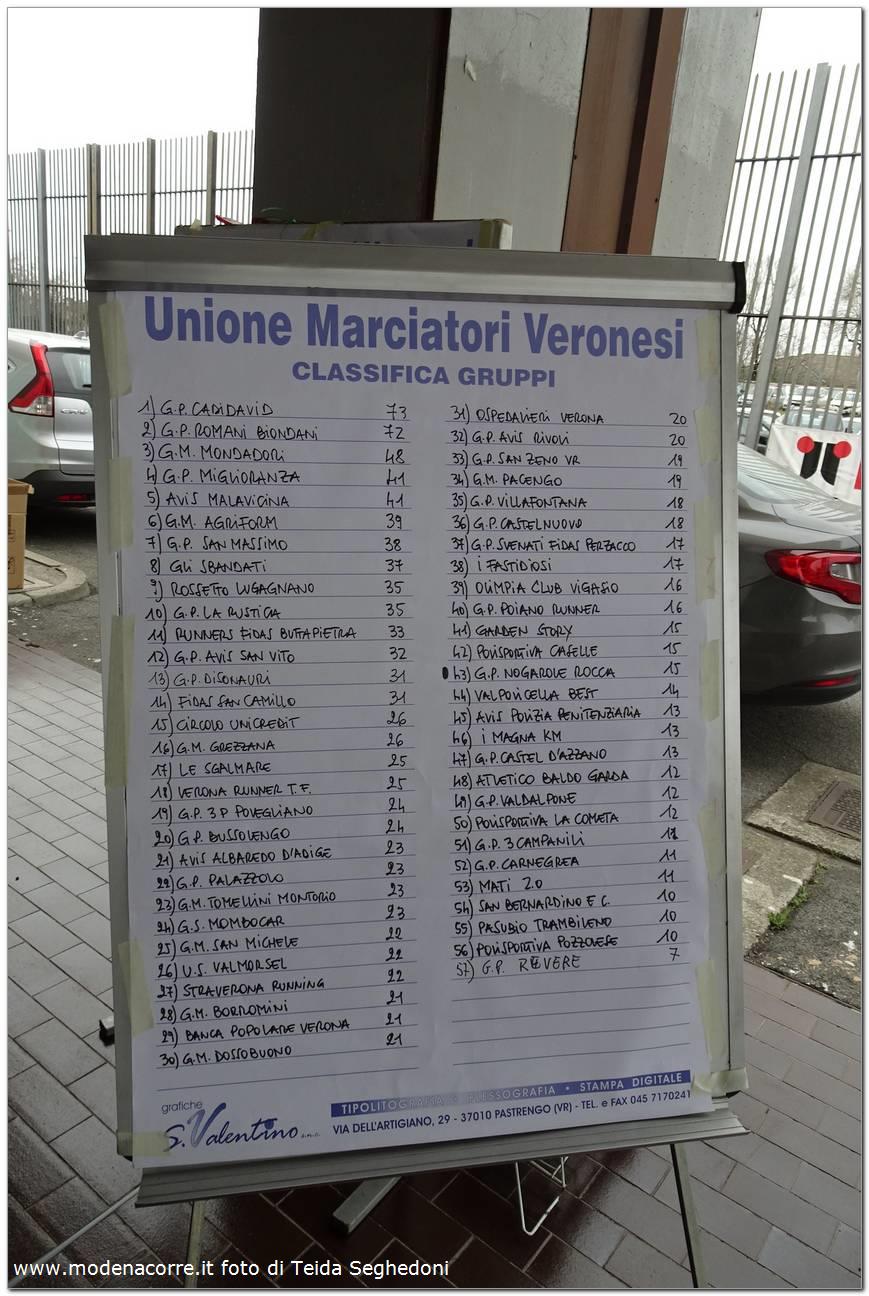 Unione Marciatori Veronesi
CLASSIFICA GRUPPI
1) G.P. CADIDAVID 73
2) G.P. ROMANI BIONDANI 72
3) G.M. MONDADORI 48
4) G.P. MIGLIORANZA 41
5) AVIS MALAVICINA 41
6) G.M. AGRIFORM 39
7) G.P. SAN MASSIMO 38
8) GLI SBANDATI 37
9) ROSSETTO LUGAGNANO 35
10) G.P. LA RUSTICA 35
11) RUNNERS FIDAS BUTTAPIETRA 33
12) G.P. AVIS SAN VITO 32
13) G.P. DISONAURI 31
14) FIDAS SAN CAMILLO 31
15) CIRCOLO UNICREDIT 26
16) G.M. GREZZANA 26
17) LE SGALMARE 25
18) VERONA RUNNER T.F. 25
19) G.P. 3 P POVEGLIANO 24
20) G.P. BUSSOLENGO 24
21) AVIS ALBAREDO D'ADIGE 23
22) G.P. PALAZZOLO 23
23) G.M. TOMELLINI MONTORIO 23
24) G.S. MOMBOCAR 23
25) G.M. SAN MICHELE 22
26) U.S. VALMORSEL 22
27) STRAVERONA RUNNING 22
28) G.M. BORROMINI 21
29) BANCA POPOLARE VERONA 21
30) G.M. DOSSOBUONO 21
31) OSPEDALIERI VERONA 20
32) G.P. AVIS RIVOLI 20
33) G.P. SAN ZENO VR 19
34) G.M. PACENGO 19
35) G.P. VILLAFONTANA 18
36) G.P. CASTELNUOVO 18
37) G.P. SVENATI FIDAS PERZACCO 17
38) I FASTIDIOSI 17
39) OLIMPIA CLUB VIGASIO 16
40) G.P. POIANO RUNNER 16
41) GARDEN STORY 15
42) POLISPORTIVA CASELLE 15
43) G.P. NOGAROLE ROCCA 15
44) VALPOLICELLA BEST 14
45) AVIS POLIZIA PENITENZIARIA 13
46) I MAGNA KM 13
47) G.P. CASTEL D'AZZANO 13
48) ATLETICO BALDO GARDA 12
49) G.P. VALDALPONE 12
50) POLISPORTIVA LA COMETA 12
51) G.P. 3 CAMPANILI
52) G.P. CARNEGREA 11
53) MATI 2.0 11
54) SAN BERNARDINO E C. 10
55) PASUBIO TRAMBILENO 10
56) POLISPORTIVA POZZOLESE 10
57) G.P. REVERE 7
grafiche
S. Valentino s.n.c.
TIPOLITOGRAFIA • FLESSOGRAFIA • STAMPA DIGITALE
VIA DELL'ARTIGIANO, 29 - 37010 PASTRENGO (VR) - TEL. e FAX 045 7170241
www.modenacorre.it foto di Teida Seghedoni